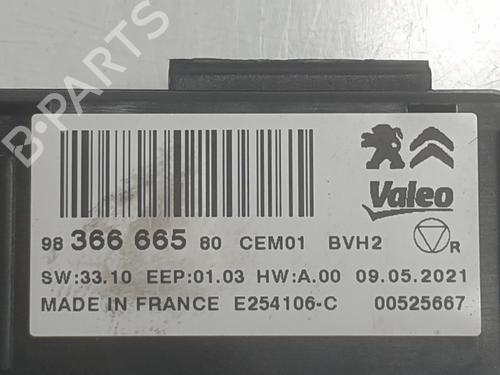 B-PARTS
Valeo
98 366 665 80 CEM01 BVH2
R
SW:33.10 EEP:01.03 HW:A.00 09.05.2021
MADE IN FRANCE E254106-C 00525667